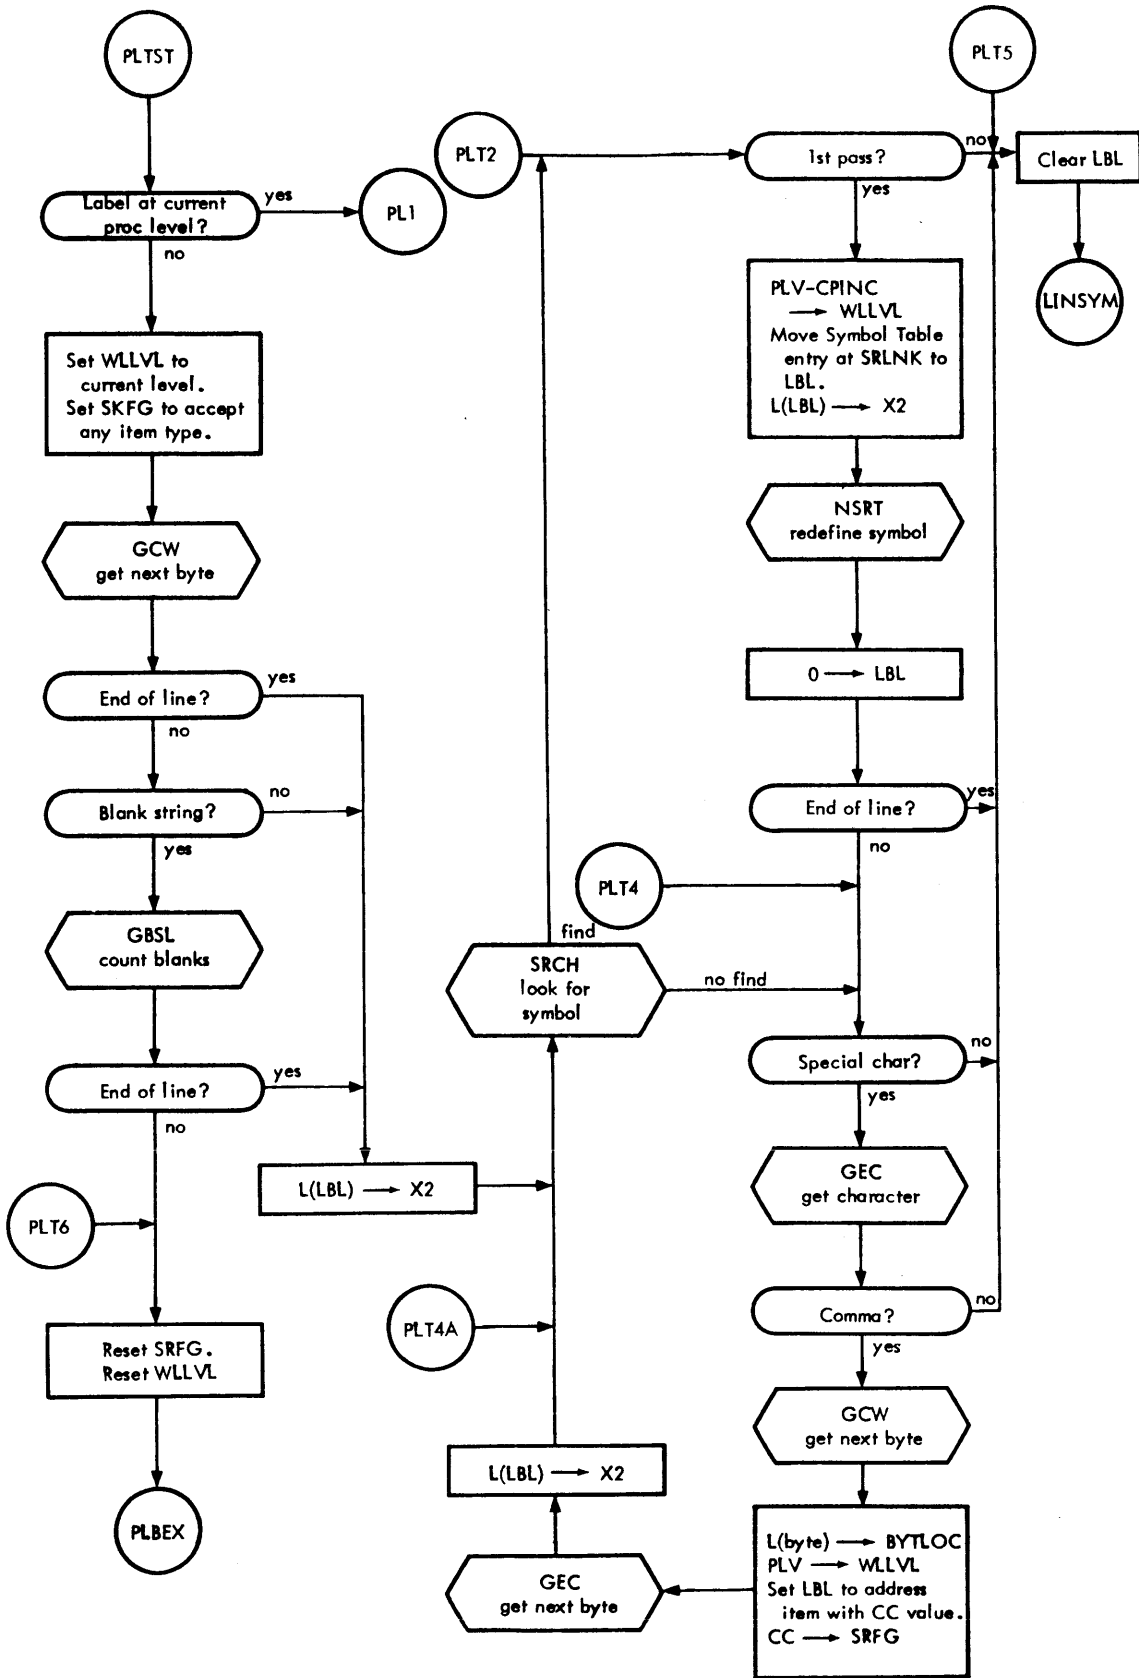 PLTST
Label at current
proc level?
yes
PL1
no
Set WLLVL to
current level.
Set SKFG to accept
any item type.
GCW
get next byte
End of line?
yes
no
Blank string?
no
yes
GBSL
count blanks
End of line?
yes
no
L(LBL) → X2
PLT6
Reset SRFG.
Reset WLLVL
PLBEX
PLT2
find
SRCH
look for
symbol
no find
PLT4A
L(LBL) → X2
GEC
get next byte
PLT5
1st pass?
no
Clear LBL
LINSYM
yes
PLV-CPINC
→ WLLVL
Move Symbol Table
entry at SRLNK to
LBL.
L(LBL) → X2
NSRT
redefine symbol
0 → LBL
End of line?
yes
no
PLT4
Special char?
no
yes
GEC
get character
Comma?
no
yes
GCW
get next byte
L(byte) → BYTLOC
PLV → WLLVL
Set LBL to address
item with CC value.
CC → SRFG